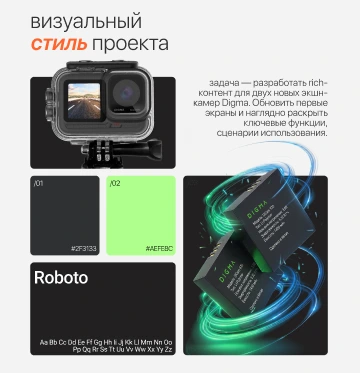 визуальный
стиль проекта
задача — разработать rich-
контент для двух новых экшн-
камер Digma. Обновить первые
экраны и наглядно раскрыть
ключевые функции,
сценарии использования.
/01
/02
#2F3133
#AEFE8C
DIGMA
DIGMA
Roboto
Aa Bb Cc Dd Ee Ff Gg Hh Ii Jj Kk Ll Mm Nn Oo
Pp Qq Rr Ss Tt Uu Vv Ww Xx Yy Zz